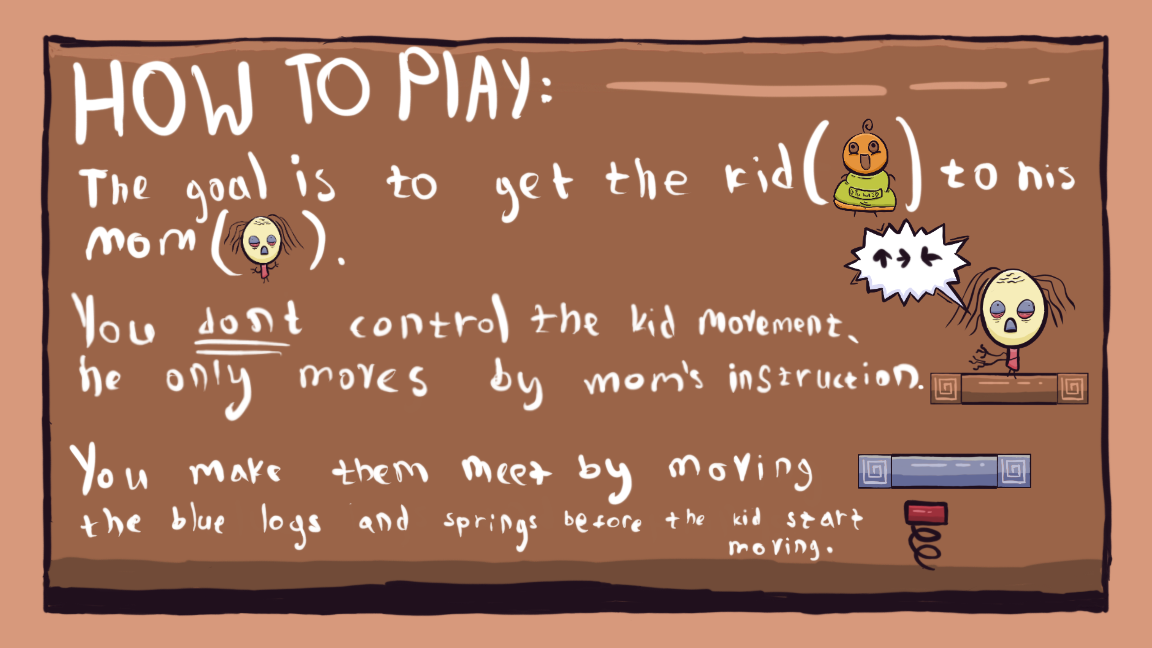 HOW TO PLAY:
The goal is to get the kid ( ) to his
mom ( ).
↑ → ←
You dont control the kid movement,
he only moves by mom's instruction.
You make them meet by moving
the blue logs and springs before the kid start
moving.